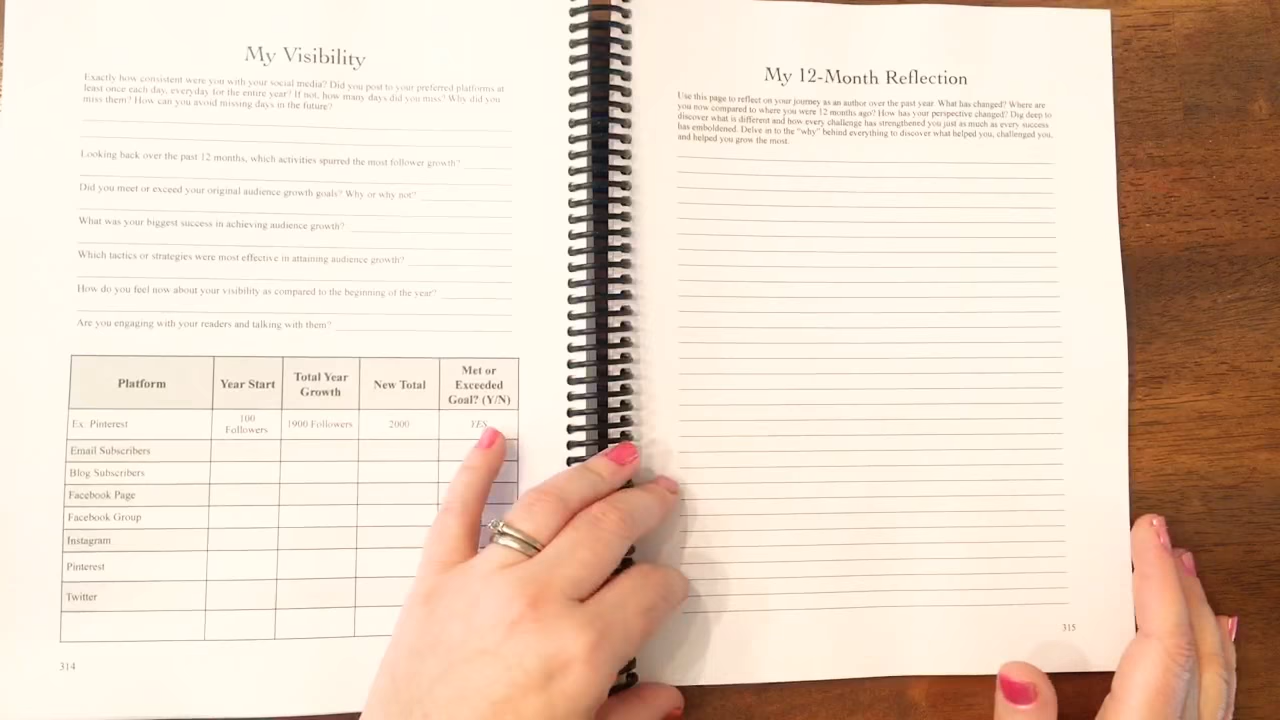 My Visibility
Exactly how consistent were you with your social media? Did you post to your preferred platforms at
least once each day, everyday for the entire year? If not, how many days did you miss? Why did you
miss them? How can you avoid missing days in the future?
Looking back over the past 12 months, which activities spurred the most follower growth?
Did you meet or exceed your original audience growth goals? Why or why not?
What was your biggest success in achieving audience growth?
Which tactics or strategies were most effective in attaining audience growth?
How do you feel now about your visibility as compared to the beginning of the year?
Are you engaging with your readers and talking with them?
Platform Year Start Total Year Growth New Total Met or Exceeded Goal? (Y/N)
Ex Pinterest 100 Followers 1900 Followers 2000 YES
Email Subscribers
Blog Subscribers
Facebook Page
Facebook Group
Instagram
Pinterest
Twitter
314
My 12-Month Reflection
Use this page to reflect on your journey as an author over the past year. What has changed? Where are
you now compared to where you were 12 months ago? How has your perspective changed? Dig deep to
discover what is different and how every challenge has strengthened you just as much as every success
has emboldened. Delve in to the "why" behind everything to discover what helped you, challenged you,
and helped you grow the most.
315